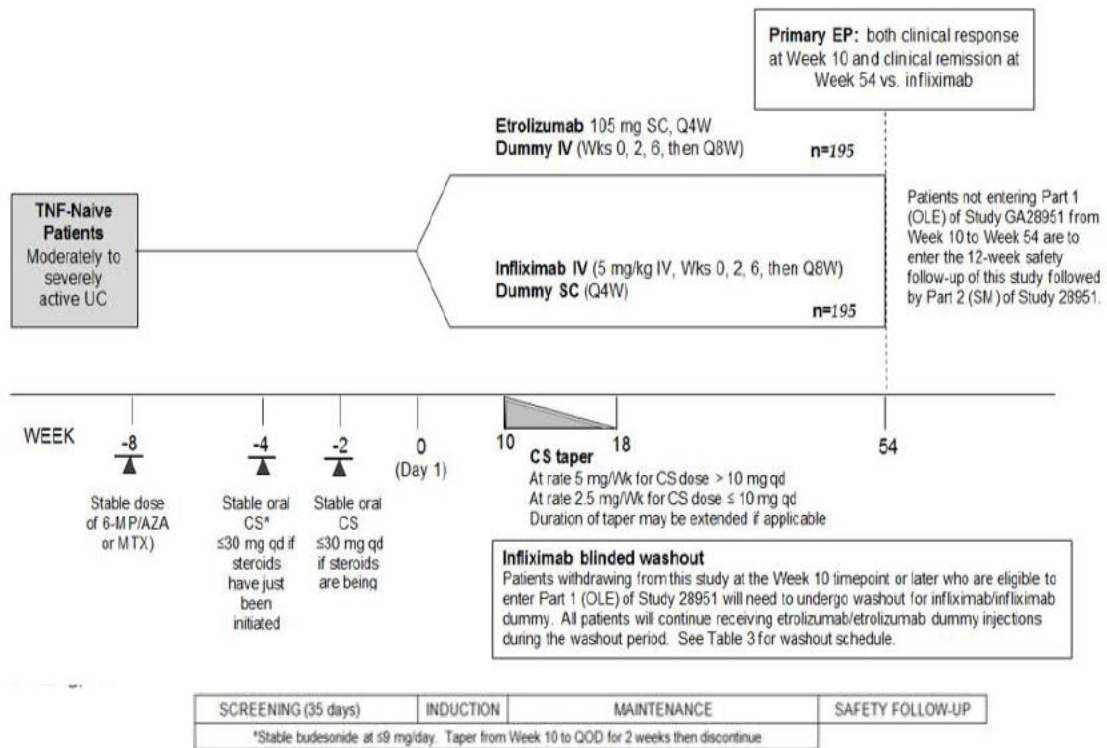 Primary EP: both clinical response
at Week 10 and clinical remission at
Week 54 vs. infliximab
Etrolizumab 105 mg SC, Q4W
Dummy IV (Wks 0, 2, 6, then Q8W)
n=195
TNF-Naive
Patients
Moderately to
severely
active UC
Infliximab IV (5 mg/kg IV, Wks 0, 2, 6, then Q8W)
Dummy SC (Q4W)
n=195
Patients not entering Part 1
(OLE) of Study GA28951 from
Week 10 to Week 54 are to
enter the 12-week safety
follow-up of this study followed
by Part 2 (SM) of Study 28951.
WEEK
-8
-4
-2
0
(Day 1)
10
18
54
Stable dose
of 6-MP/AZA
or MTX)
Stable oral
CS*
≤30 mg qd if
steroids
have just
been
initiated
Stable oral
CS
≤30 mg qd
if steroids
are being
CS taper
At rate 5 mg/Wk for CS dose > 10 mg qd
At rate 2.5 mg/Wk for CS dose ≤ 10 mg qd
Duration of taper may be extended if applicable
Infliximab blinded washout
Patients withdrawing from this study at the Week 10 timepoint or later who are eligible to
enter Part 1 (OLE) of Study 28951 will need to undergo washout for infliximab/infliximab
dummy. All patients will continue receiving etrolizumab/etrolizumab dummy injections
during the washout period. See Table 3 for washout schedule.
SCREENING (35 days)
INDUCTION
MAINTENANCE
SAFETY FOLLOW-UP
*Stable budesonide at ≤9 mg/day. Taper from Week 10 to QOD for 2 weeks then discontinue